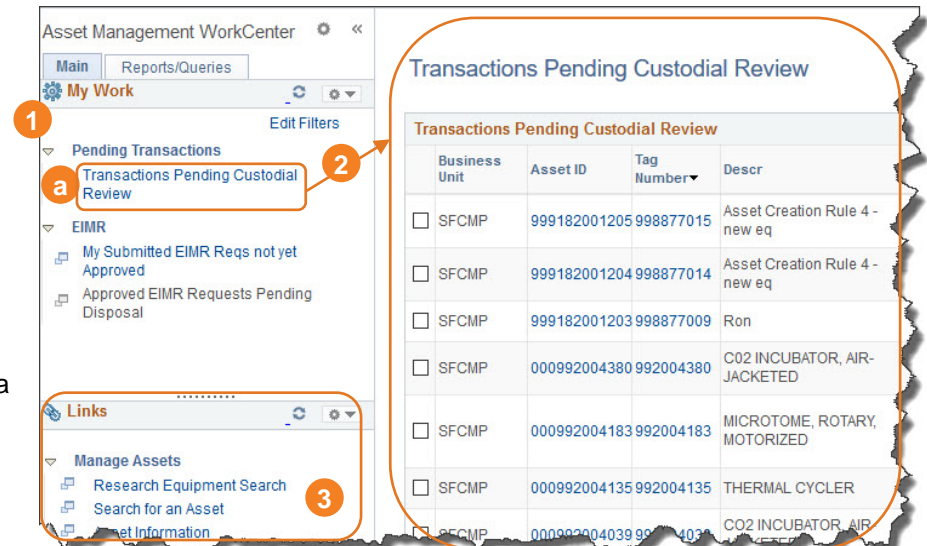 Asset Management WorkCenter
Main Reports/Queries
My Work
1
Edit Filters
Pending Transactions
a
Transactions Pending Custodial
Review
2
EIMR
My Submitted EIMR Reqs not yet
Approved
Approved EIMR Requests Pending
Disposal
a
Links
Manage Assets
Research Equipment Search
Search for an Asset
3
Asset Information
Transactions Pending Custodial Review
Transactions Pending Custodial Review
Business
Unit
Asset ID
Tag
Number
Descr
SFCMP 999182001205 998877015 Asset Creation Rule 4 -
new eq
SFCMP 999182001204 998877014 Asset Creation Rule 4 -
new eq
SFCMP 999182001203 998877009 Ron
SFCMP 000992004380 992004380 C02 INCUBATOR, AIR-
JACKETED
SFCMP 000992004183 992004183 MICROTOME, ROTARY,
MOTORIZED
SFCMP 000992004135 992004135 THERMAL CYCLER
SFCMP CO2 INCUBATOR, AIR-